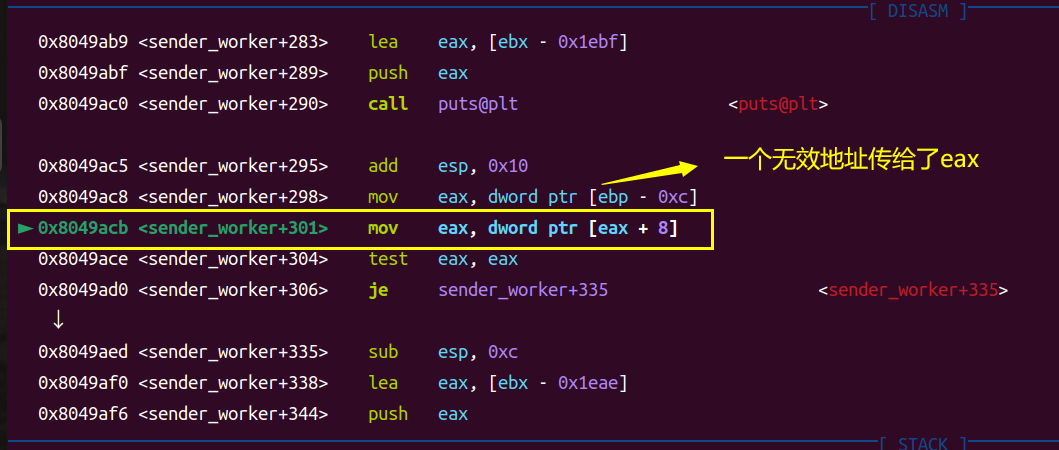 [ DISASM ]
0x8049ab9 <sender_worker+283> lea eax, [ebx - 0x1ebf]
0x8049abf <sender_worker+289> push eax
0x8049ac0 <sender_worker+290> call puts@plt <puts@plt>
0x8049ac5 <sender_worker+295> add esp, 0x10
一个无效地址传给了eax
0x8049ac8 <sender_worker+298> mov eax, dword ptr [ebp - 0xc]
►0x8049acb <sender_worker+301> mov eax, dword ptr [eax + 8]
0x8049ace <sender_worker+304> test eax, eax
0x8049ad0 <sender_worker+306> je sender_worker+335 <sender_worker+335>
↓
0x8049aed <sender_worker+335> sub esp, 0xc
0x8049af0 <sender_worker+338> lea eax, [ebx - 0x1eae]
0x8049af6 <sender_worker+344> push eax
[ STACK ]